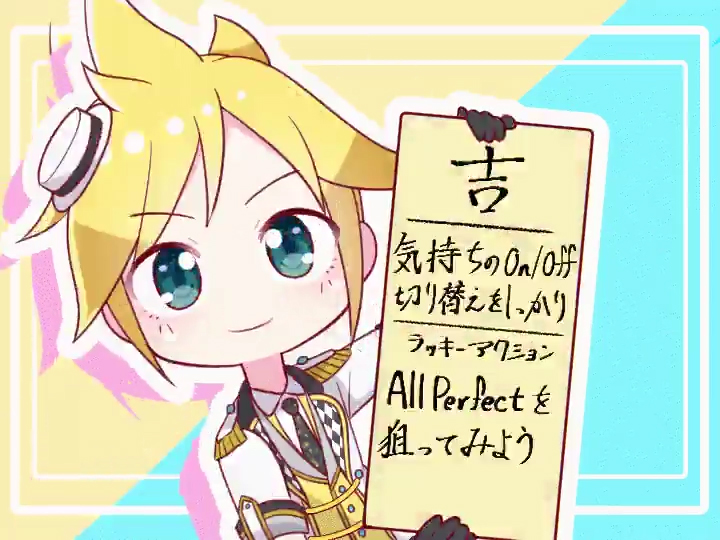 吉
気持ちのOn/Off
切り替えをしっかり
ラッキーアクション
All Perfectを
狙ってみよう